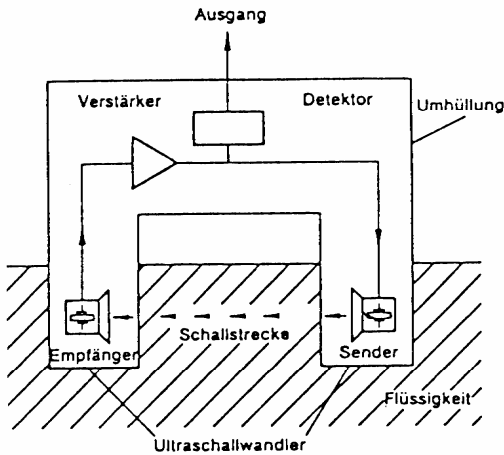 Ausgang
Verstärker
Detektor
Umhüllung
Schallstrecke
Empfänger
Sender
Flüssigkeit
Ultraschallwandler